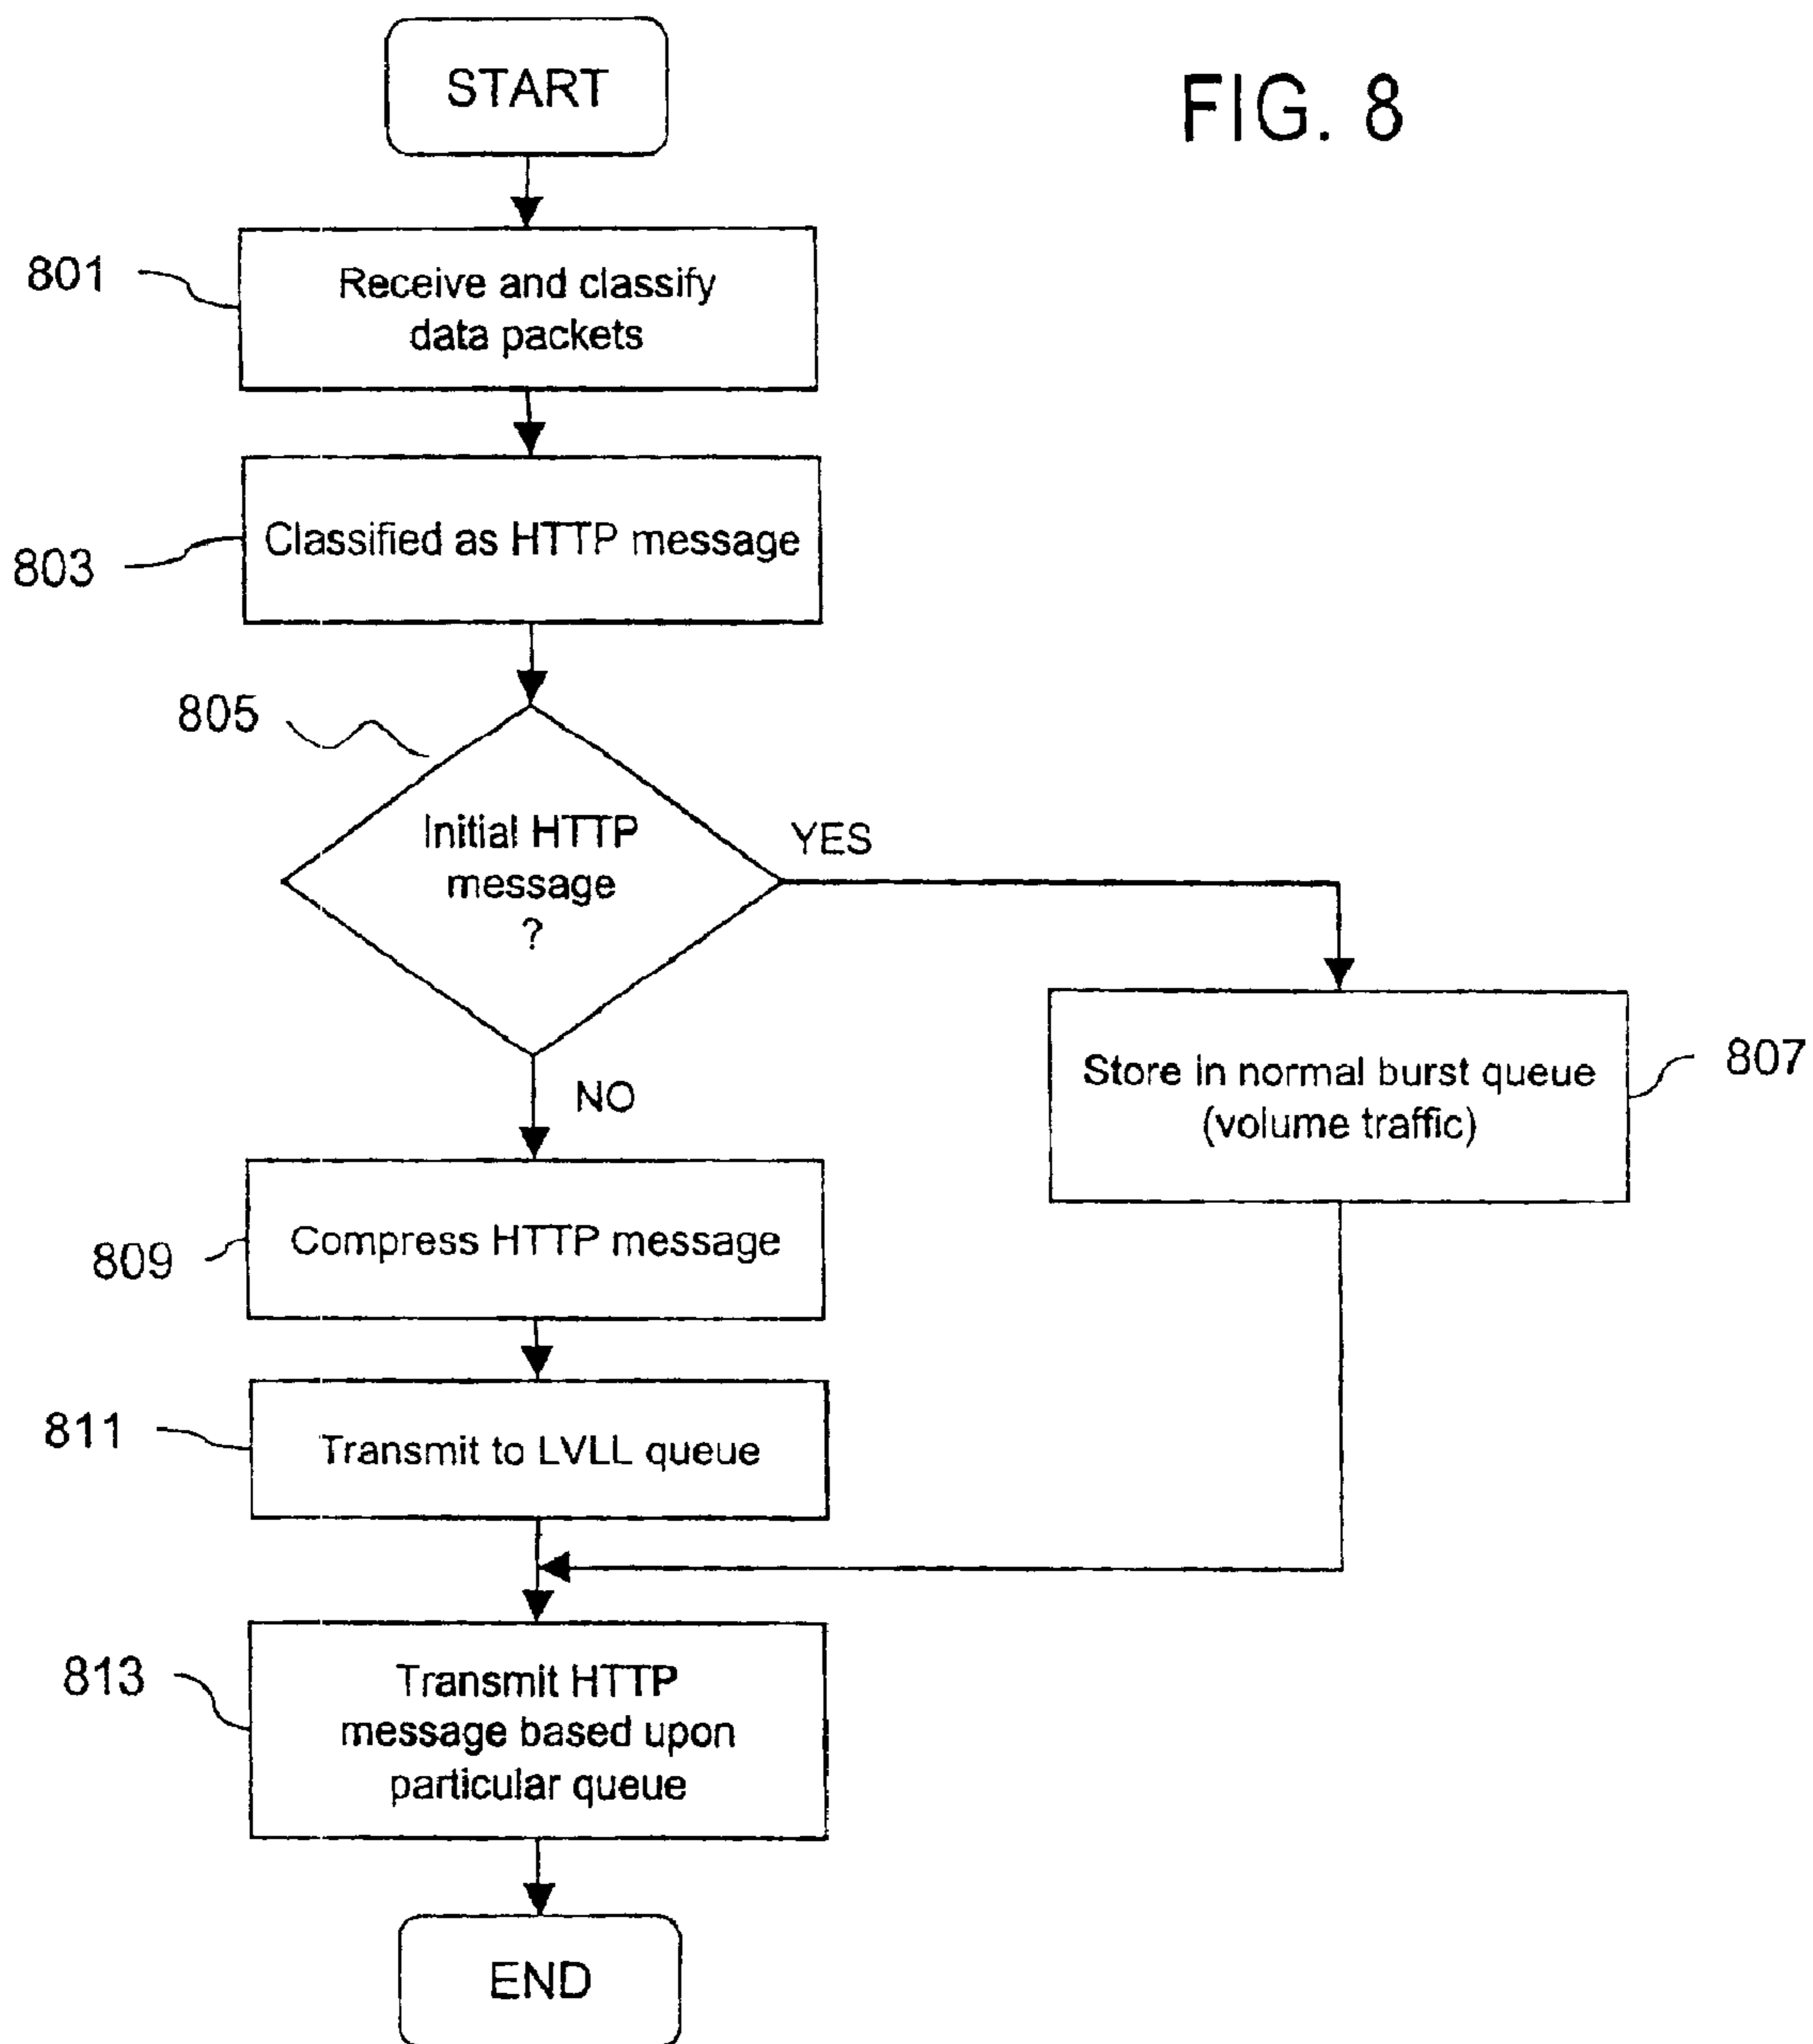 START
FIG. 8
801
Receive and classify
data packets
803
Classified as HTTP message
805
Initial HTTP
message
?
YES
NO
Store in normal burst queue
(volume traffic)
807
809
Compress HTTP message
811
Transmit to LVLL queue
813
Transmit HTTP
message based upon
particular queue
END